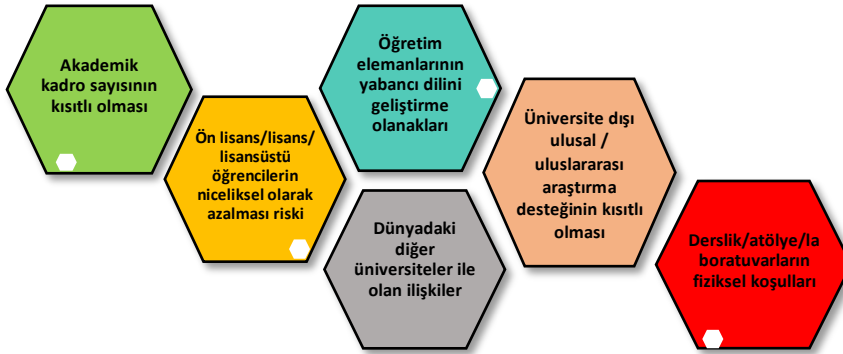 Akademik
kadro sayısının
kısıtlı olması
Ön lisans/lisans/
lisansüstü
öğrencilerin
niceliksel olarak
azalması riski
Öğretim
elemanlarının
yabancı dilini
geliştirme
olanakları
Dünyadaki
diğer
üniversiteler ile
olan ilişkiler
Üniversite dışı
ulusal /
uluslararası
araştırma
desteğinin kısıtlı
olması
Derslik/atölye/la
boratuvarların
fiziksel koşulları